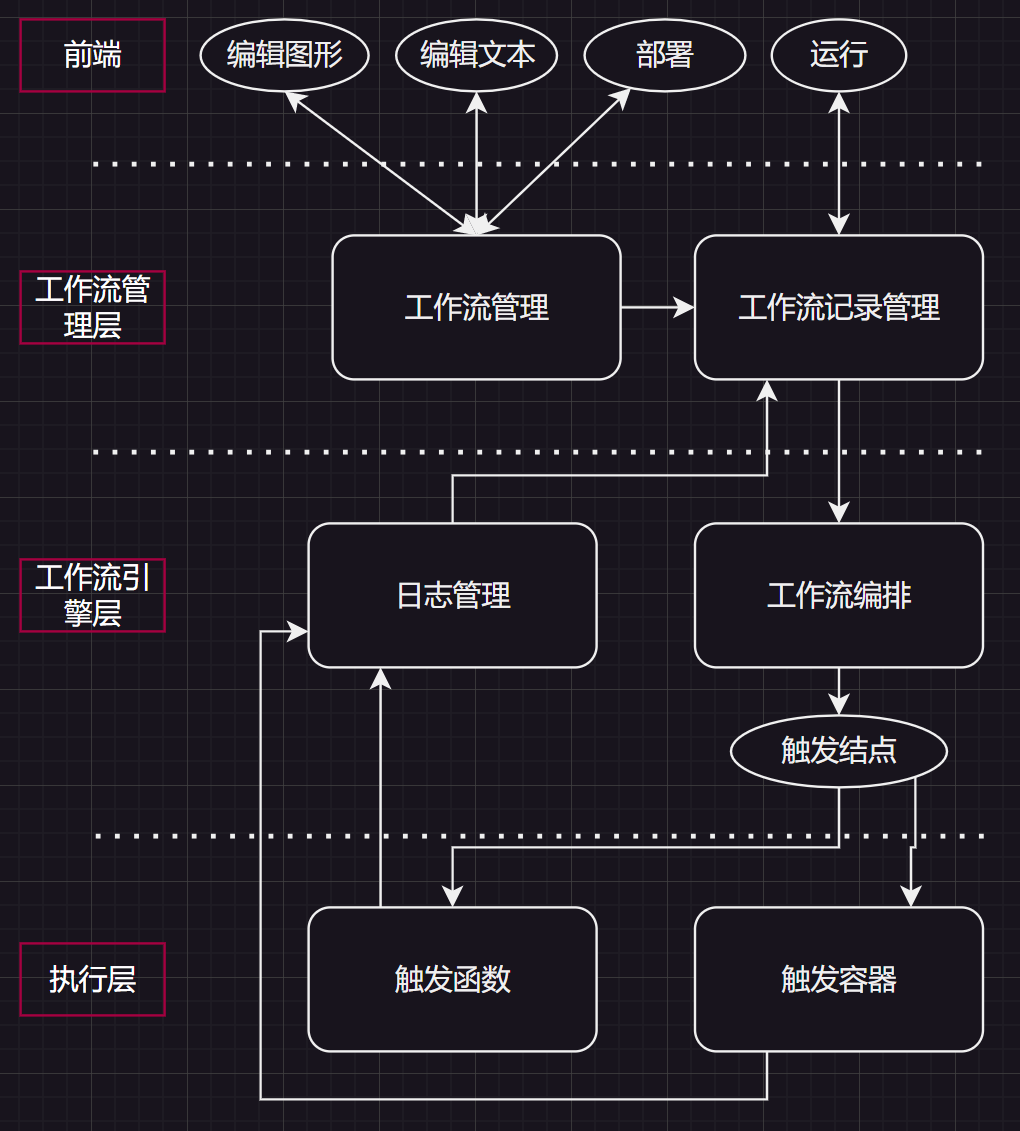 前端
编辑图形
编辑文本
部署
运行
工作流管
理层
工作流管理
工作流记录管理
工作流引
擎层
日志管理
工作流编排
触发结点
执行层
触发函数
触发容器